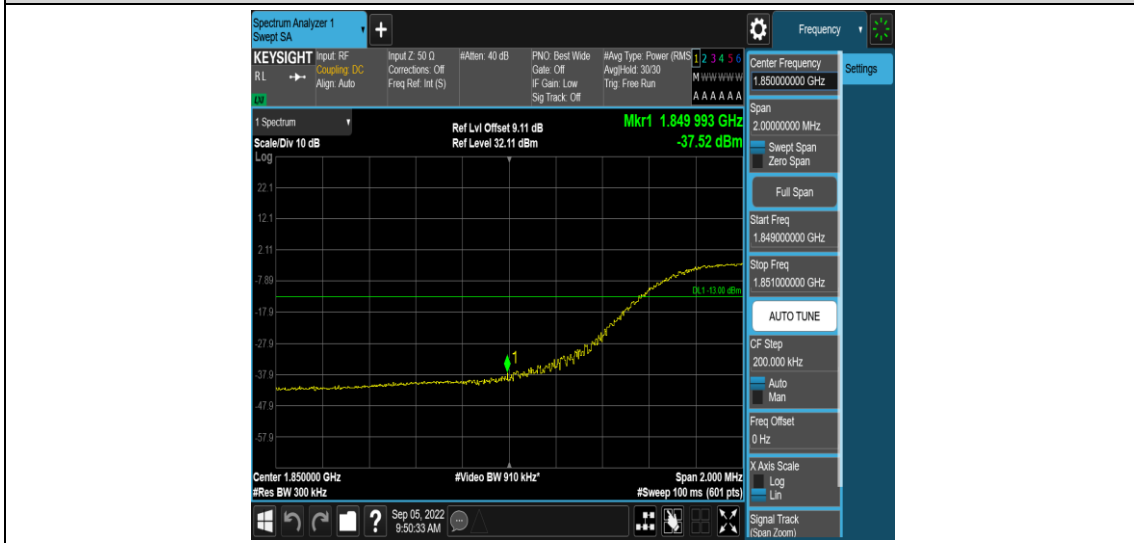 Spectrum Analyzer 1
Swept SA
Frequency
KEYSIGHT
R L
Input: RF
Coupling: DC
Align: Auto
Input Z: 50 Ω
Corrections: Off
Freq Ref: Int (S)
#Atten: 40 dB
PNO: Best Wide
Gate: Off
IF Gain: Low
Sig Track: Off
#Avg Type: Power (RMS
Avg|Hold: 30/30
Trig: Free Run
1 2 3 4 5 6
M W W W W W
A A A A A A
1 Spectrum
Scale/Div 10 dB
Log
Ref Lvl Offset 9.11 dB
Ref Level 32.11 dBm
Mkr1 1.849 993 GHz
-37.52 dBm
22.1
12.1
2.11
-7.89
-17.9
-27.9
-37.9
-47.9
-57.9
DL1 -13.00 dBm
1
Center 1.850000 GHz
#Res BW 300 kHz
#Video BW 910 kHz*
Span 2.000 MHz
#Sweep 100 ms (601 pts)
Center Frequency
1.850000000 GHz
Settings
Span
2.00000000 MHz
Swept Span
Zero Span
Full Span
Start Freq
1.849000000 GHz
Stop Freq
1.851000000 GHz
AUTO TUNE
CF Step
200.000 kHz
Auto
Man
Freq Offset
0 Hz
X Axis Scale
Log
Lin
Signal Track
(Span Zoom)
?
Sep 05, 2022
9:50:33 AM